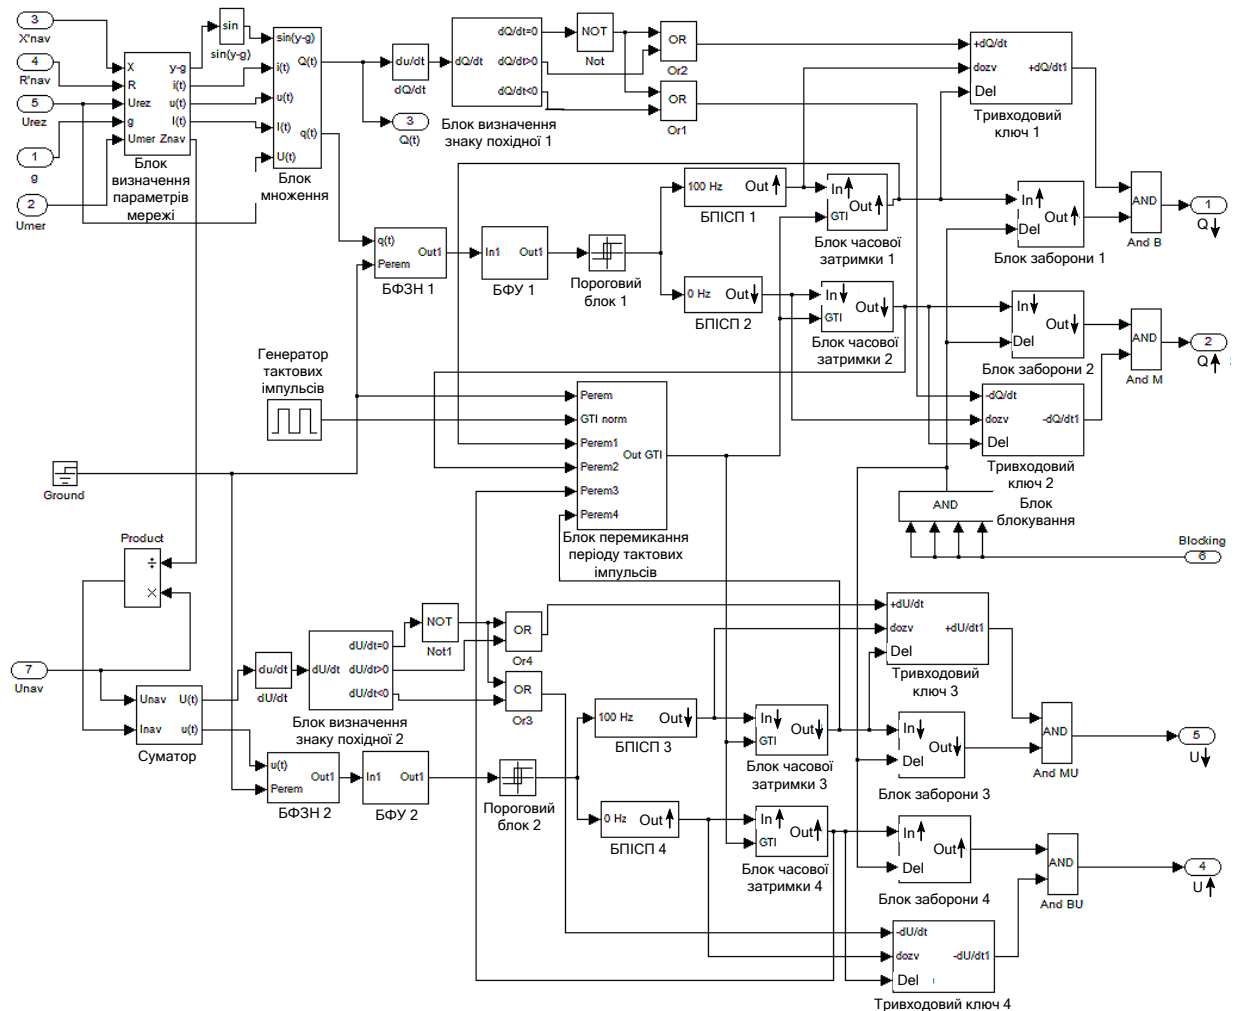 3
X'nav
4
R'nav
5
Urez
1
g
2
Umer
X
R
Urez
g
Umer
y-g
i(t)
u(t)
I(t)
Znav
Блок
визначення
параметрів
мережі
sin
sin(y-g)
sin(y-g)
i(t)
u(t)
I(t)
U(t)
Q(t)
q(t)
Блок
множення
du/dt
dQ/dt
3
Q(t)
dQ/dt
dQ/dt=0
dQ/dt>0
dQ/dt<0
Блок визначення
знаку похідної 1
NOT
Not
OR
Or2
OR
Or1
+dQ/dt
dozv
Del
+dQ/dt1
Тривходовий
ключ 1
q(t)
Perem
Out1
БФЗН 1
In1
Out1
БФУ 1
Пороговий
блок 1
100 Hz
Out
БПІСП 1
0 Hz
Out
БПІСП 2
In
GTI
Out
Блок часової
затримки 1
In
GTI
Out
Блок часової
затримки 2
In
Del
Out
Блок заборони 1
AND
And B
1
Q
In
Del
Out
Блок заборони 2
AND
And M
2
Q
-dQ/dt
dozv
Del
-dQ/dt1
Тривходовий
ключ 2
Генератор
тактових
імпульсів
Perem
GTI norm
Perem1
Perem2
Perem3
Perem4
Out GTI
Блок перемикання
періоду тактових
імпульсів
Ground
AND
Блок
блокування
Blocking
6
Product
÷
×
7
Unav
Unav
Inav
U(t)
u(t)
Суматор
du/dt
dU/dt
dU/dt
dU/dt=0
dU/dt>0
dU/dt<0
Блок визначення
знаку похідної 2
NOT
Not1
OR
Or4
OR
Or3
u(t)
Perem
Out1
БФЗН 2
In1
Out1
БФУ 2
Пороговий
блок 2
100 Hz
Out
БПІСП 3
0 Hz
Out
БПІСП 4
In
GTI
Out
Блок часової
затримки 3
In
GTI
Out
Блок часової
затримки 4
+dU/dt
dozv
Del
+dU/dt1
Тривходовий
ключ 3
In
Del
Out
Блок заборони 3
AND
And MU
5
U
In
Del
Out
Блок заборони 4
AND
And BU
4
U
-dU/dt
dozv
Del
-dU/dt1
Тривходовий ключ 4